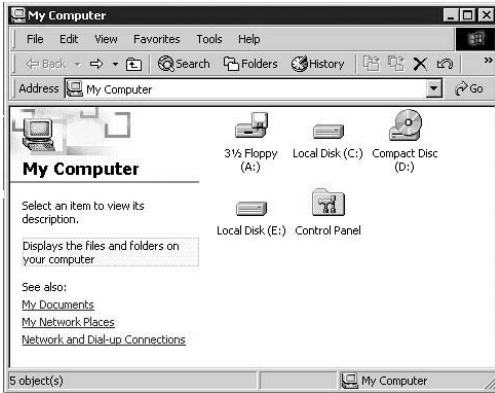 My Computer
File Edit View Favorites Tools Help
Back Search Folders History »
Address My Computer Go
My Computer
Select an item to view its
description.
Displays the files and folders on
your computer
See also:
My Documents
My Network Places
Network and Dial-up Connections
3½ Floppy
(A:)
Local Disk (C:)
Compact Disc
(D:)
Local Disk (E:)
Control Panel
5 object(s) My Computer